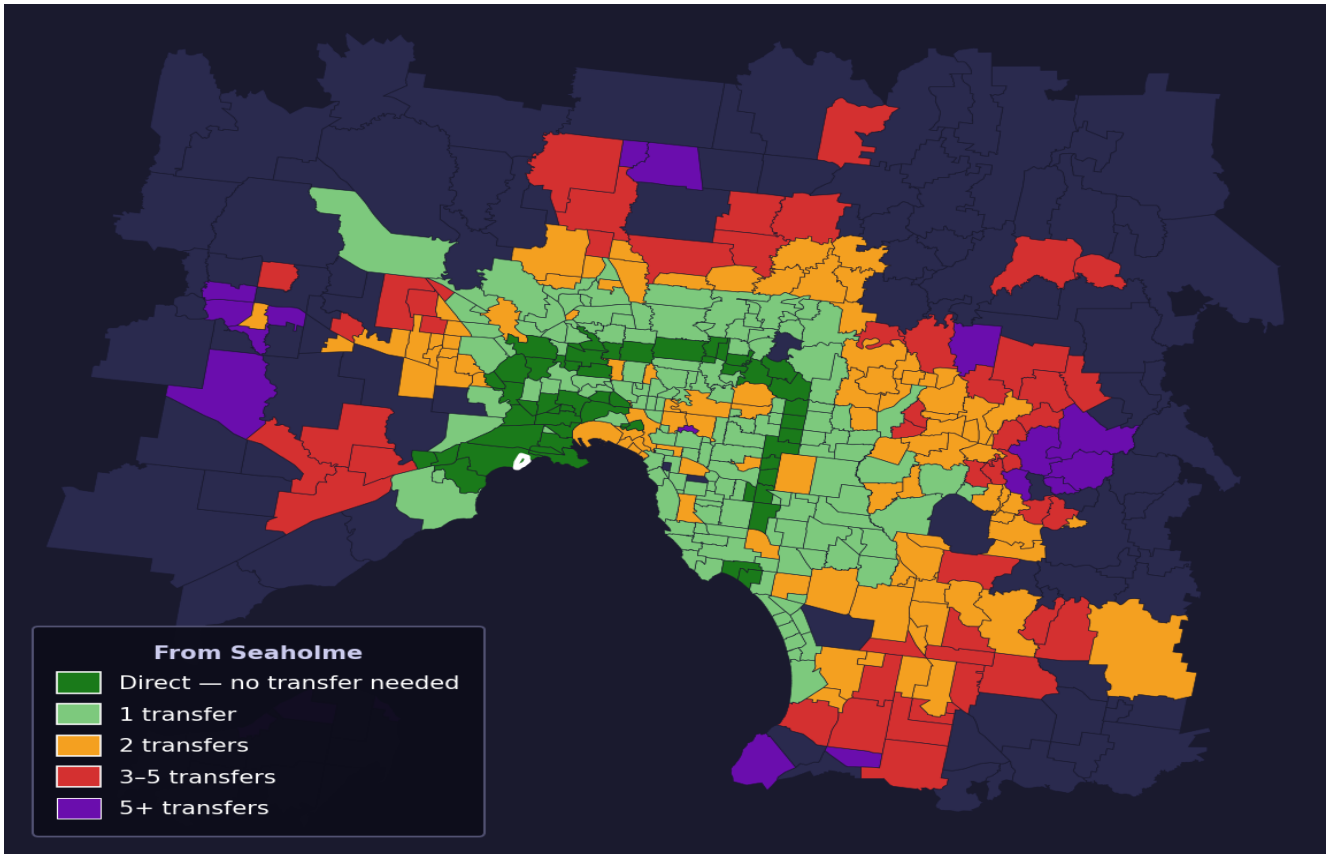 From Seaholme
Direct — no transfer needed
1 transfer
2 transfers
3–5 transfers
5+ transfers